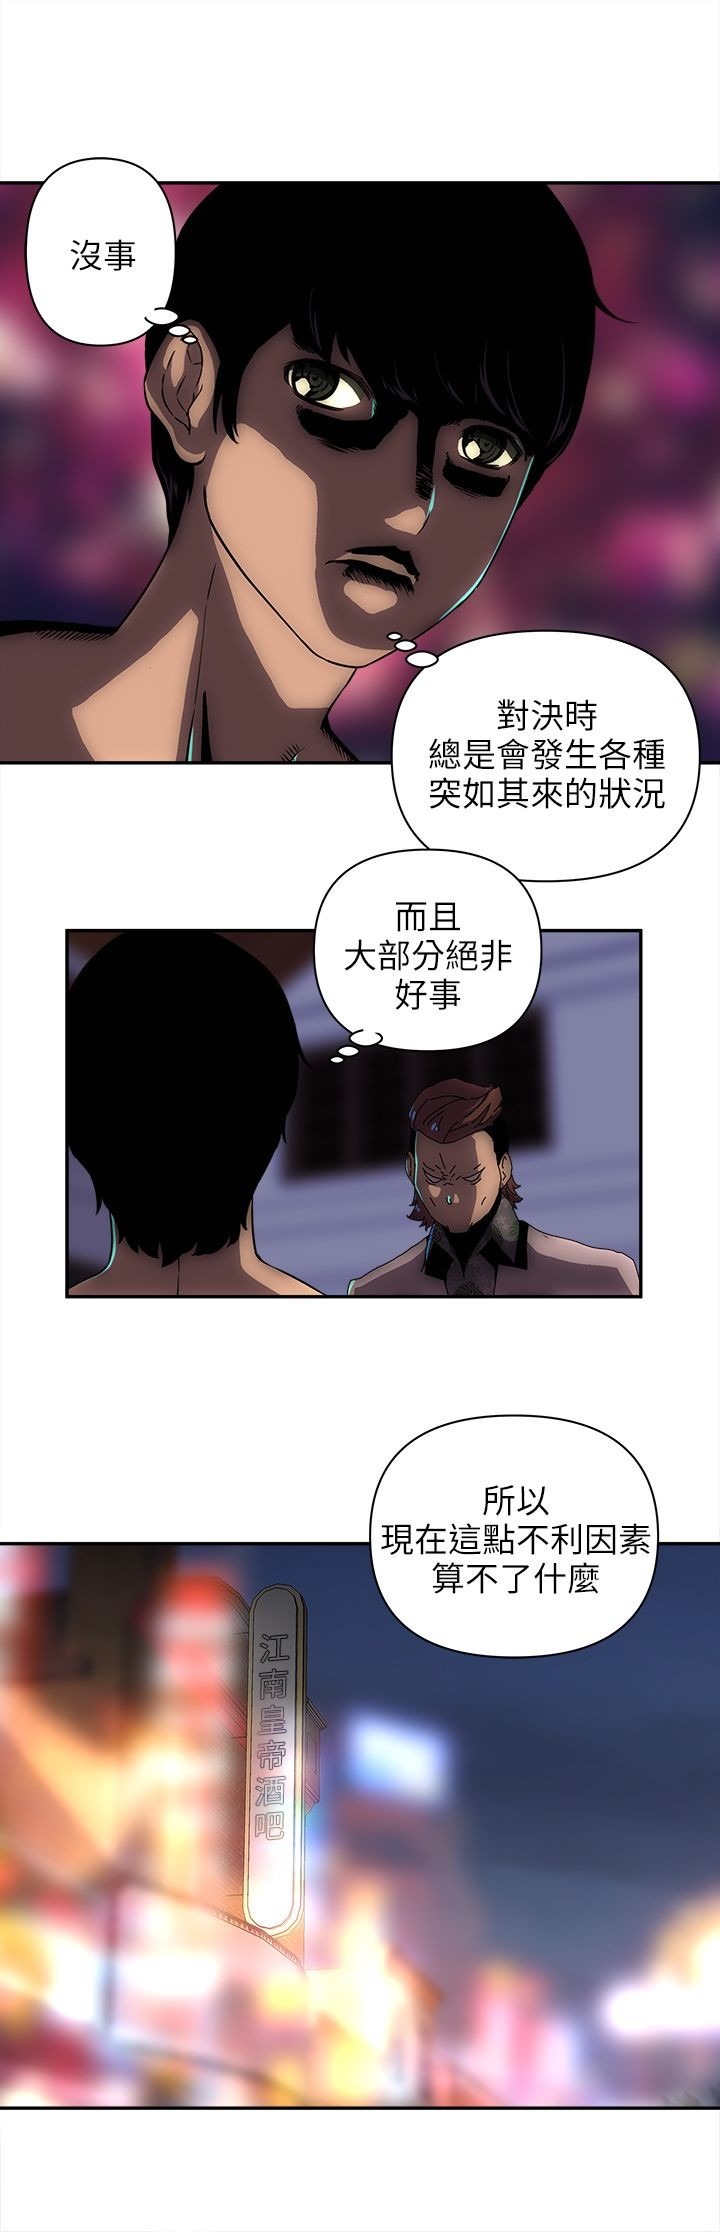 沒事
對決時
總是會發生各種
突如其來的狀況
而且
大部分絕非
好事
所以
現在這點不利因素
算不了什麼
江南皇帝酒吧